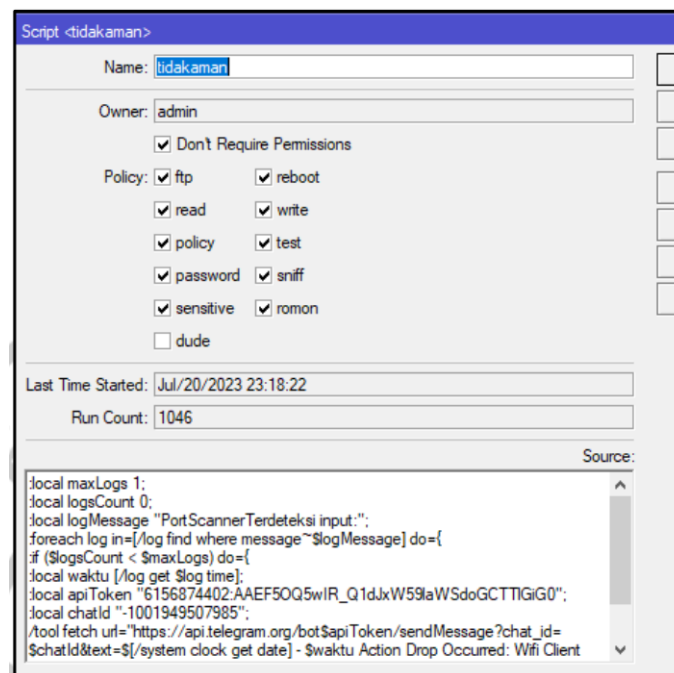 Script <tidakaman>
Name: tidakaman
Owner: admin
Don't Require Permissions
Policy: ftp reboot
read write
policy test
password sniff
sensitive romon
dude
Last Time Started: Jul/20/2023 23:18:22
Run Count: 1046
Source:
:local maxLogs 1;
:local logsCount 0;
:local logMessage "PortScannerTerdeteksi input:";
:foreach log in=[/log find where message~$logMessage] do={
:if ($logsCount < $maxLogs) do={
:local waktu [/log get $log time];
:local apiToken "6156874402:AAEF5OQ5wIR_Q1dJxW59IaWSdoGCTTIGiG0";
:local chatId "-1001949507985";
/tool fetch url="https://api.telegram.org/bot$apiToken/sendMessage?chat_id=
$chatId&text=$[/system clock get date] - $waktu Action Drop Occurred: Wifi Client